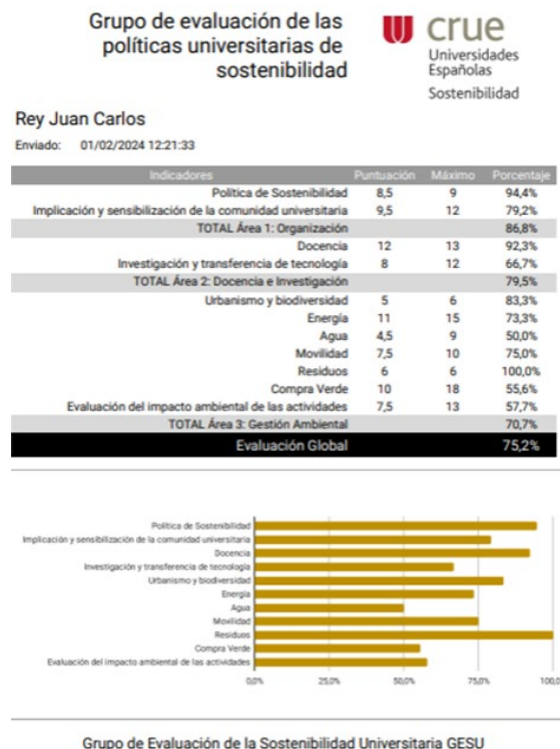 Grupo de evaluación de las
políticas universitarias de
sostenibilidad
crue
Universidades
Españolas
Sostenibilidad
Rey Juan Carlos
Enviado: 01/02/2024 12:21:33
Indicadores Puntuación Máximo Porcentaje
Política de Sostenibilidad 8,5 9 94,4%
Implicación y sensibilización de la comunidad universitaria 9,5 12 79,2%
TOTAL Área 1: Organización 86,8%
Docencia 12 13 92,3%
Investigación y transferencia de tecnología 8 12 66,7%
TOTAL Área 2: Docencia e Investigación 79,5%
Urbanismo y biodiversidad 5 6 83,3%
Energía 11 15 73,3%
Agua 4,5 9 50,0%
Movilidad 7,5 10 75,0%
Residuos 6 6 100,0%
Compra Verde 10 18 55,6%
Evaluación del impacto ambiental de las actividades 7,5 13 57,7%
TOTAL Área 3: Gestión Ambiental 70,7%
Evaluación Global 75,2%
Política de Sostenibilidad
Implicación y sensibilización de la comunidad universitaria
Docencia
Investigación y transferencia de tecnología
Urbanismo y biodiversidad
Energía
Agua
Movilidad
Residuos
Compra Verde
Evaluación del impacto ambiental de las actividades
0,0% 25,0% 50,0% 75,0% 100,0
Grupo de Evaluación de la Sostenibilidad Universitaria GESU